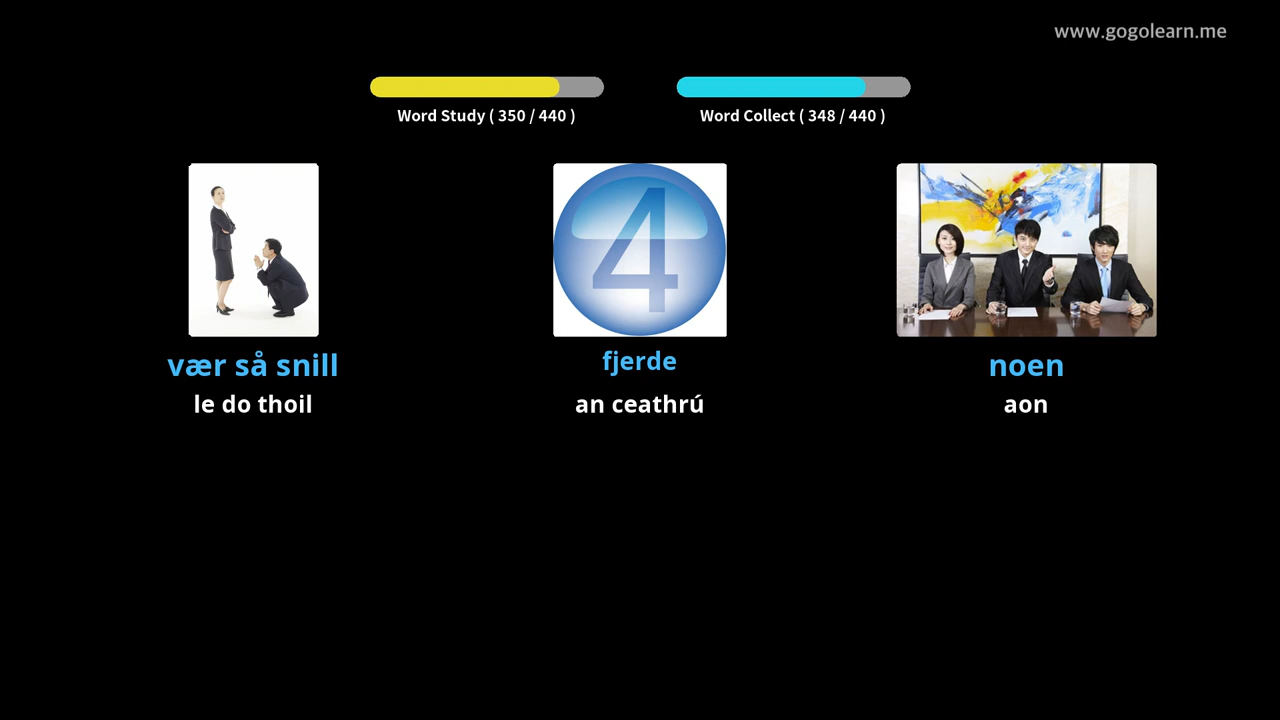 www.gogolearn.me
Word Study ( 350 / 440 )
Word Collect ( 348 / 440 )
4
vær så snill
fjerde
noen
le do thoil
an ceathrú
aon